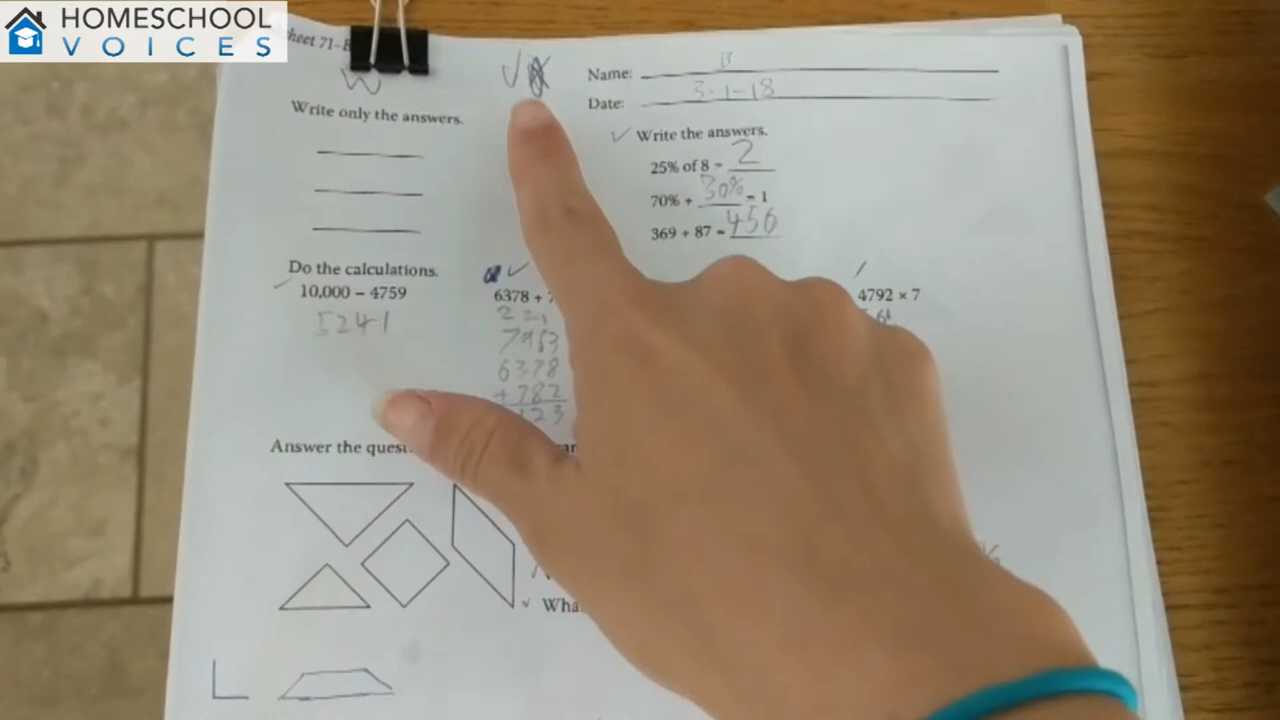 HOMESCHOOL
VOICES
heet 71-B
W
Name: B
Date: 3-1-18
Write only the answers.
✓ Write the answers.
25% of 8 = 2
70% + 30% = 1
369 + 87 = 456
Do the calculations.
10,000 – 4759
5241
6378 +
7963
6378
+782
123
4792 × 7
Answer the quest
Wha
L